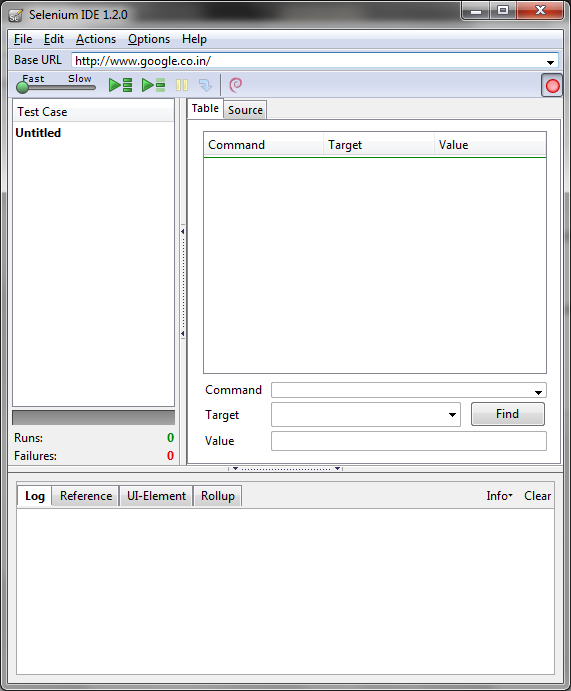 Selenium IDE 1.2.0
File Edit Actions Options Help
Base URL http://www.google.co.in/
Fast Slow
Test Case
Untitled
Table Source
Command Target Value
Command
Target Find
Value
Runs: 0
Failures: 0
Log Reference UI-Element Rollup Info Clear